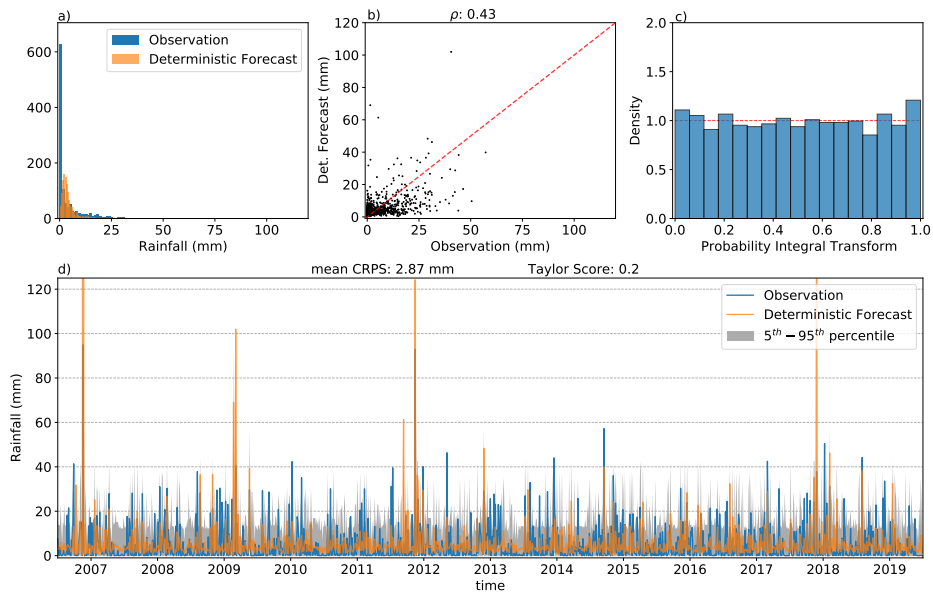 a)
Observation
Deterministic Forecast
600
400
200
0
0 25 50 75 100
Rainfall (mm)
b) ρ: 0.43
120
100
80
60
40
20
0
0 25 50 75 100
Det. Forecast (mm)
Observation (mm)
c)
2.0
1.5
1.0
0.5
0.0
0.0 0.2 0.4 0.6 0.8 1.0
Density
Probability Integral Transform
d) mean CRPS: 2.87 mm Taylor Score: 0.2
Observation
Deterministic Forecast
5th − 95th percentile
120
100
80
60
40
20
0
Rainfall (mm)
2007 2008 2009 2010 2011 2012 2013 2014 2015 2016 2017 2018 2019
time